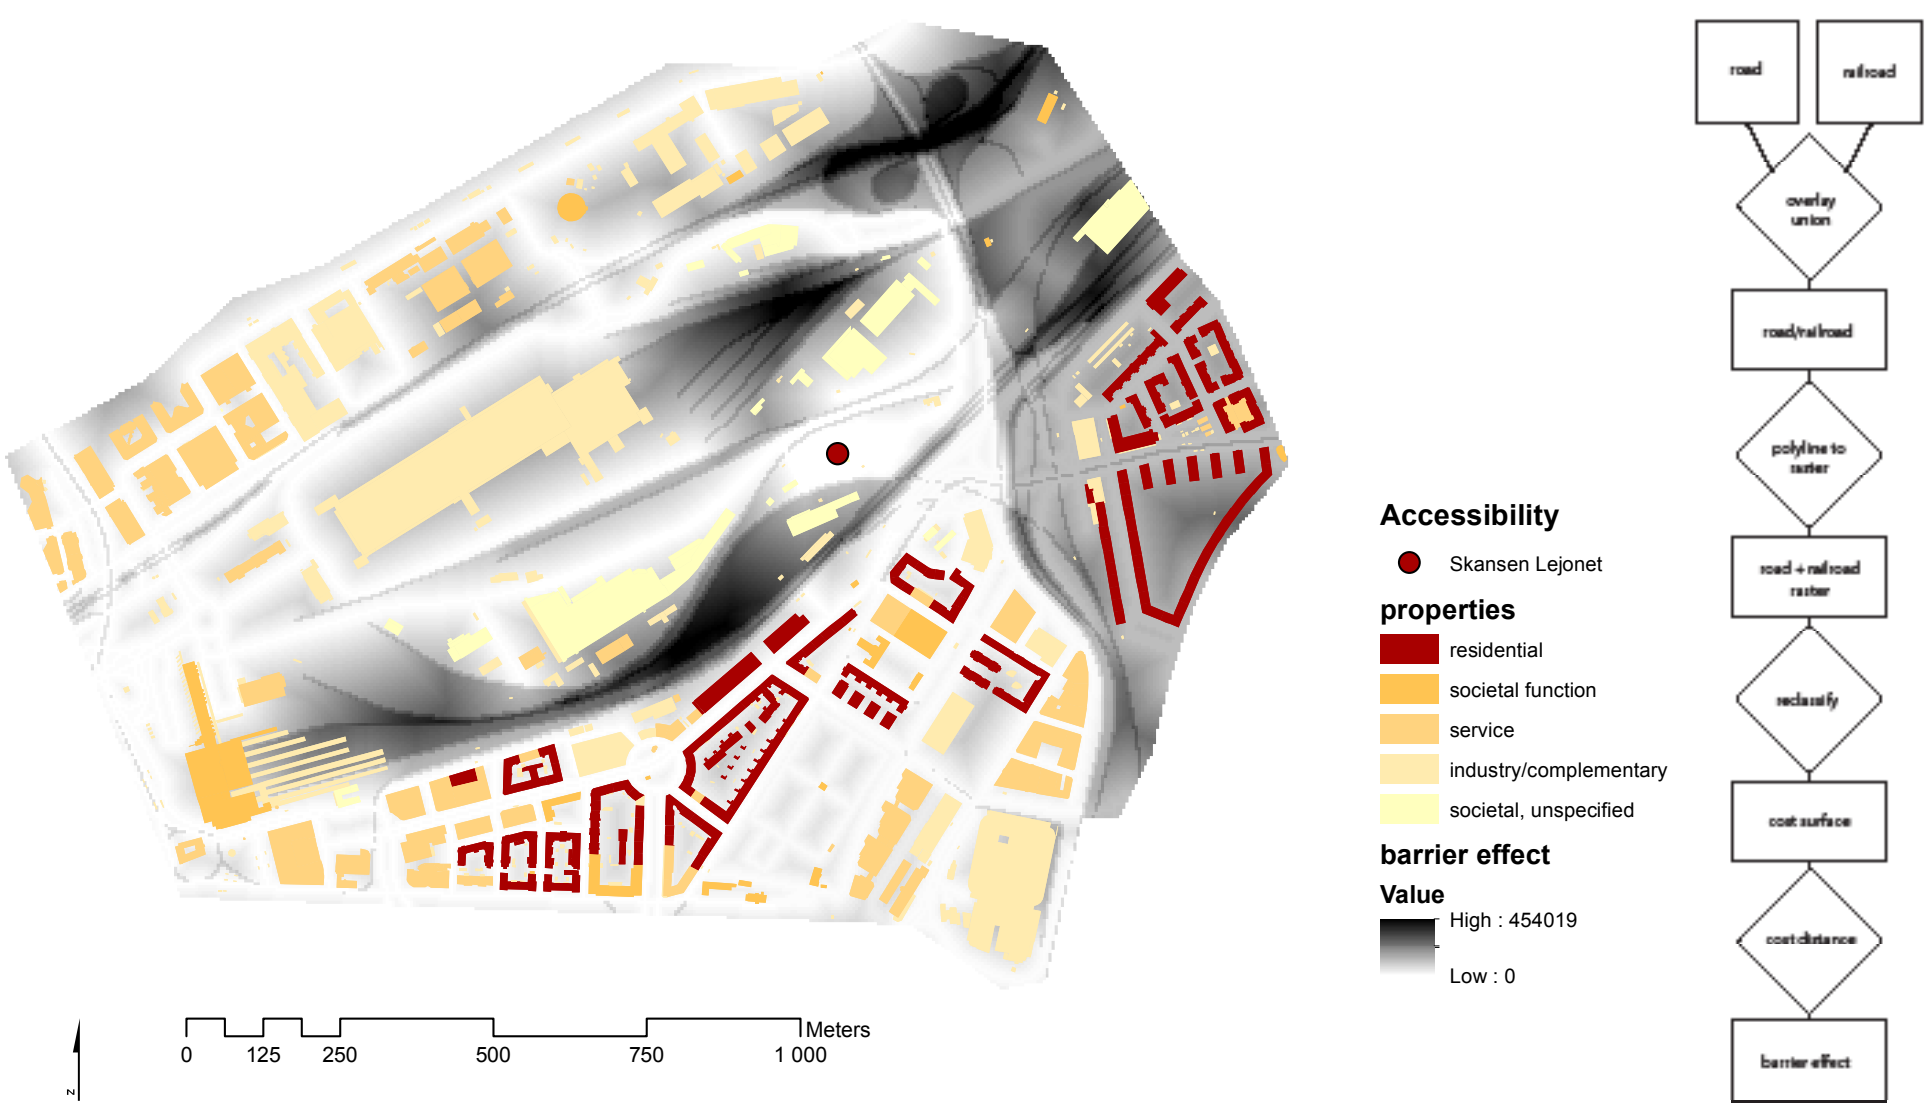 road
railroad
overlay
union
road/railroad
polyline to
raster
road + railroad
raster
reclassify
cost surface
cost distance
barrier effect
Accessibility
Skansen Lejonet
properties
residential
societal function
service
industry/complementary
societal, unspecified
barrier effect
Value
High : 454019
Low : 0
Meters
0 125 250 500 750 1 000
z